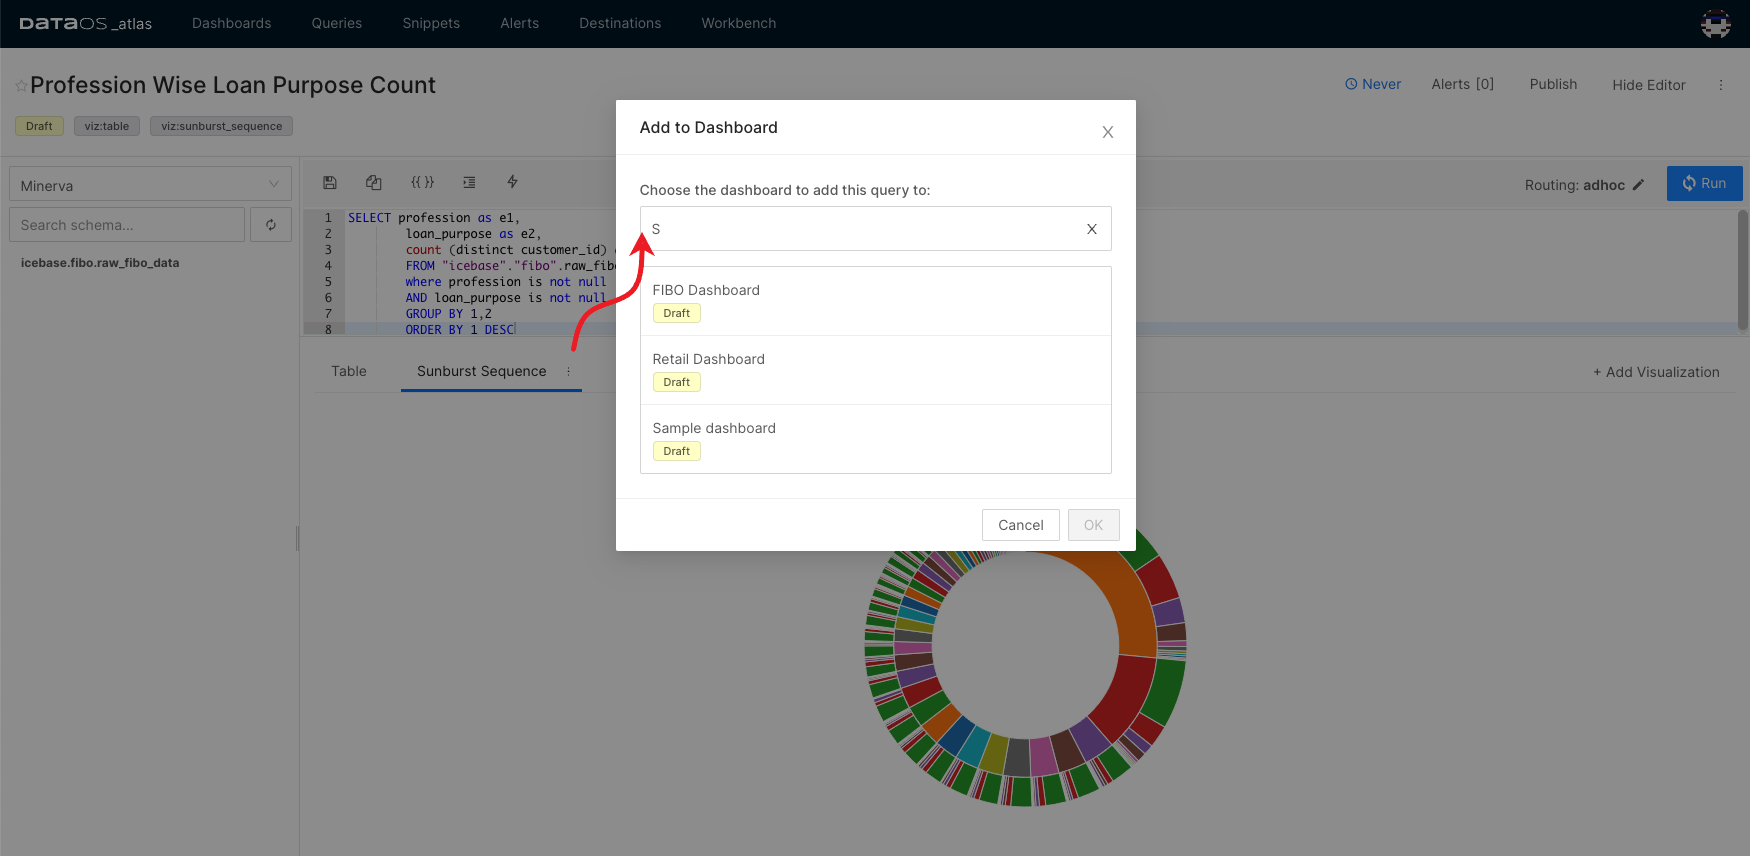 DATAOS _atlas Dashboards Queries Snippets Alerts Destinations Workbench
Profession Wise Loan Purpose Count
Never Alerts [0] Publish Hide Editor
Draft viz:table viz:sunburst_sequence
Minerva
Search schema...
icebase.fibo.raw_fibo_data
{{ }}
Routing: adhoc Run
1 SELECT profession as e1,
2 loan_purpose as e2,
3 count (distinct customer_id)
4 FROM "icebase"."fibo".raw_fibo
5 where profession is not null
6 AND loan_purpose is not null
7 GROUP BY 1,2
8 ORDER BY 1 DESC
Table Sunburst Sequence + Add Visualization
Add to Dashboard
X
Choose the dashboard to add this query to:
S X
FIBO Dashboard
Draft
Retail Dashboard
Draft
Sample dashboard
Draft
Cancel OK